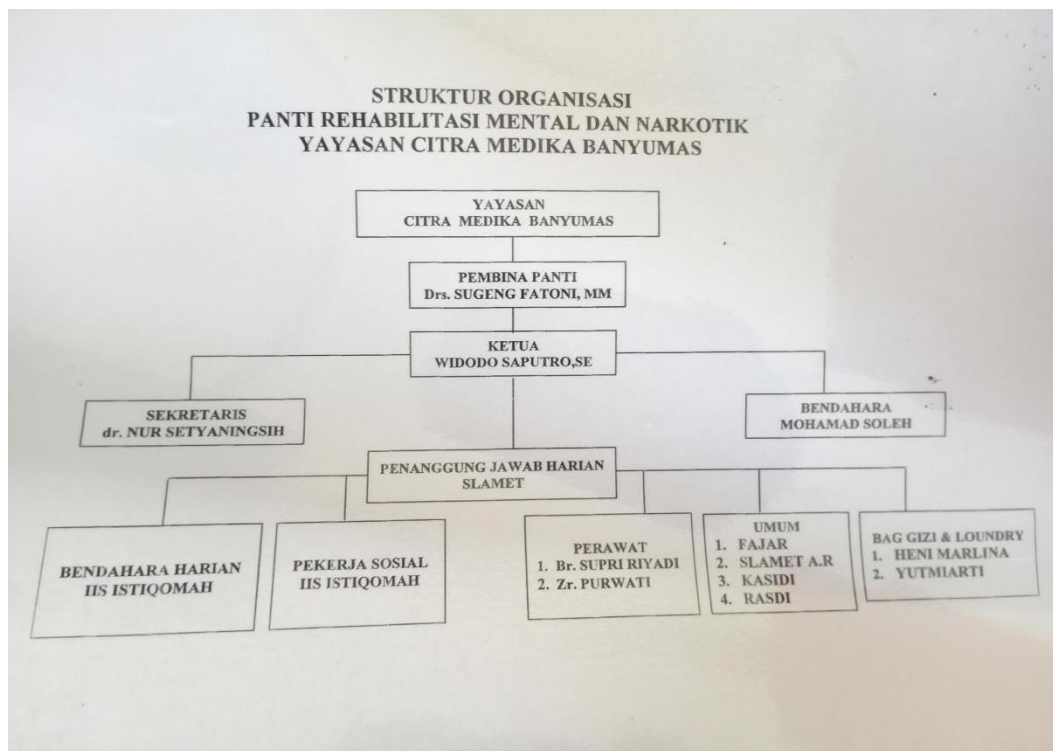 STRUKTUR ORGANISASI
PANTI REHABILITASI MENTAL DAN NARKOTIK
YAYASAN CITRA MEDIKA BANYUMAS
YAYASAN
CITRA MEDIKA BANYUMAS
PEMBINA PANTI
Drs. SUGENG FATONI, MM
KETUA
WIDODO SAPUTRO,SE
SEKRETARIS
dr. NUR SETYANINGSIH
BENDAHARA
MOHAMAD SOLEH
PENANGGUNG JAWAB HARIAN
SLAMET
BENDAHARA HARIAN
IIS ISTIQOMAH
PEKERJA SOSIAL
IIS ISTIQOMAH
PERAWAT
1. Br. SUPRI RIYADI
2. Zr. PURWATI
UMUM
1. FAJAR
2. SLAMET A.R
3. KASIDI
4. RASDI
BAG GIZI & LOUNDRY
1. HENI MARLINA
2. YUTMIARTI